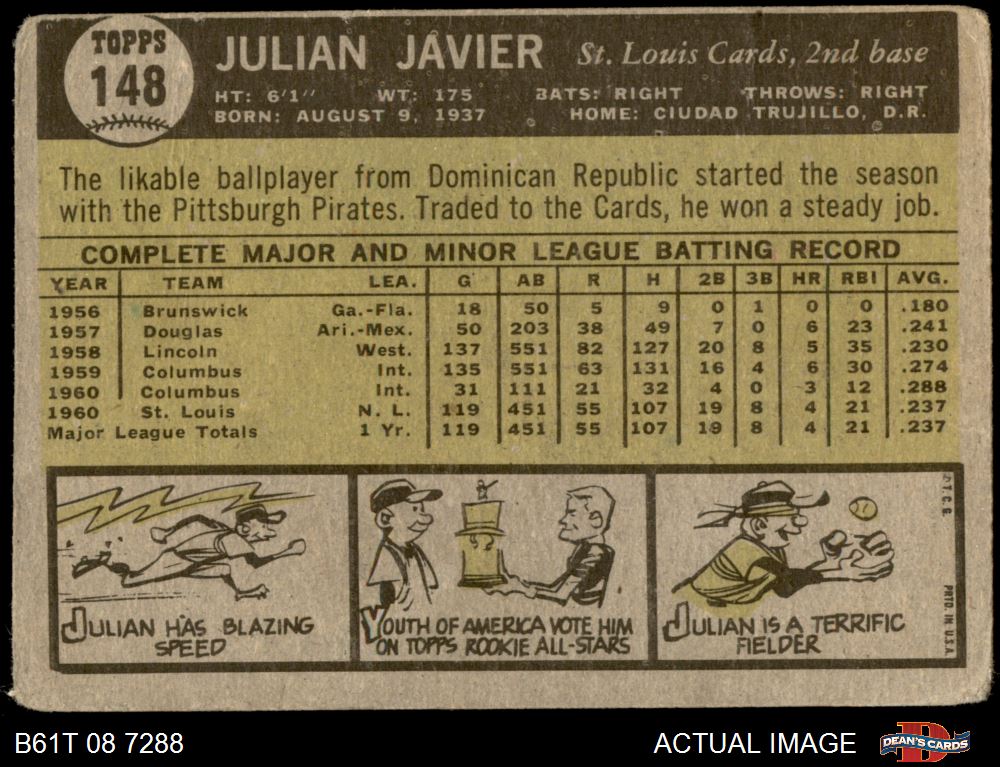 TOPPS
148
JULIAN JAVIER St. Louis Cards, 2nd base
HT: 6'1" WT: 175 BATS: RIGHT THROWS: RIGHT
BORN: AUGUST 9, 1937 HOME: CIUDAD TRUJILLO, D.R.
The likable ballplayer from Dominican Republic started the season
with the Pittsburgh Pirates. Traded to the Cards, he won a steady job.
COMPLETE MAJOR AND MINOR LEAGUE BATTING RECORD
YEAR TEAM LEA. G AB R H 2B 3B HR RBI AVG.
1956 Brunswick Ga.-Fla. 18 50 5 9 0 1 0 0 .180
1957 Douglas Ari.-Mex. 50 203 38 49 7 0 6 23 .241
1958 Lincoln West. 137 551 82 127 20 8 5 35 .230
1959 Columbus Int. 135 551 63 131 16 4 6 30 .274
1960 Columbus Int. 31 111 21 32 4 0 3 12 .288
1960 St. Louis N. L. 119 451 55 107 19 8 4 21 .237
Major League Totals 1 Yr. 119 451 55 107 19 8 4 21 .237
JULIAN HAS BLAZING
SPEED
YOUTH OF AMERICA VOTE HIM
ON TOPPS ROOKIE ALL-STARS
JULIAN IS A TERRIFIC
FIELDER
© T. C. G.
PRTD. IN U.S.A.
B61T 08 7288
ACTUAL IMAGE
DEAN'S CARDS